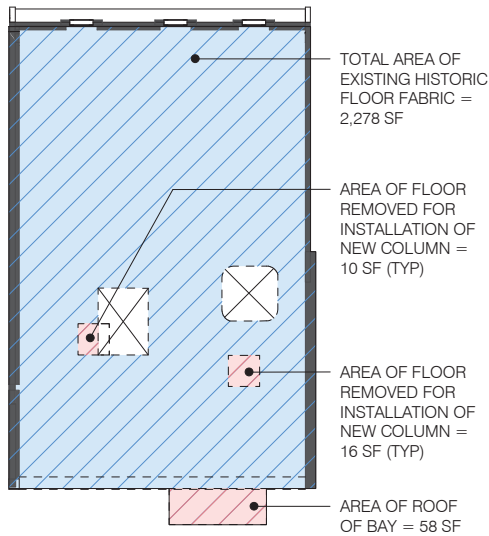 TOTAL AREA OF
EXISTING HISTORIC
FLOOR FABRIC =
2,278 SF
AREA OF FLOOR
REMOVED FOR
INSTALLATION OF
NEW COLUMN =
10 SF (TYP)
AREA OF FLOOR
REMOVED FOR
INSTALLATION OF
NEW COLUMN =
16 SF (TYP)
AREA OF ROOF
OF BAY = 58 SF